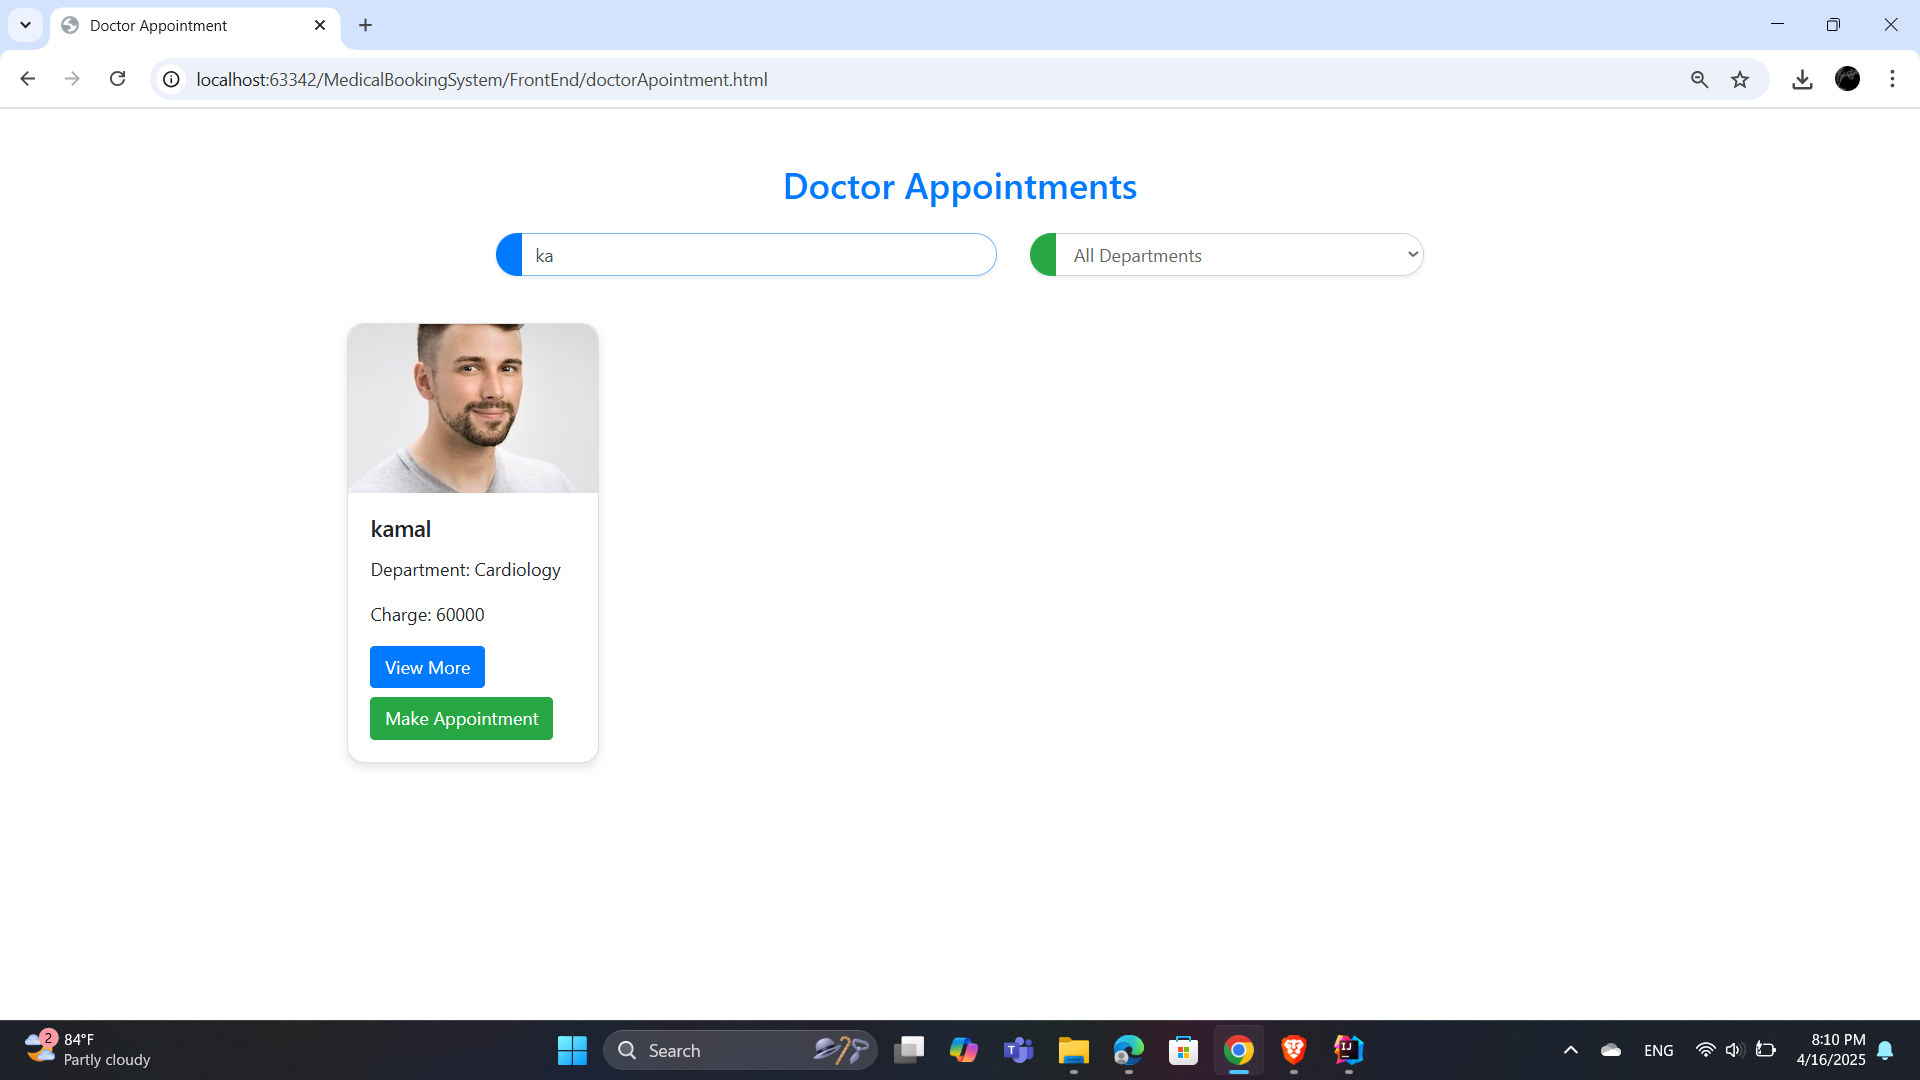 Doctor Appointment
localhost:63342/MedicalBookingSystem/FrontEnd/doctorApointment.html
Doctor Appointments
ka
All Departments
kamal
Department: Cardiology
Charge: 60000
View More
Make Appointment
2
84°F
Partly cloudy
Search
ENG
8:10 PM
4/16/2025